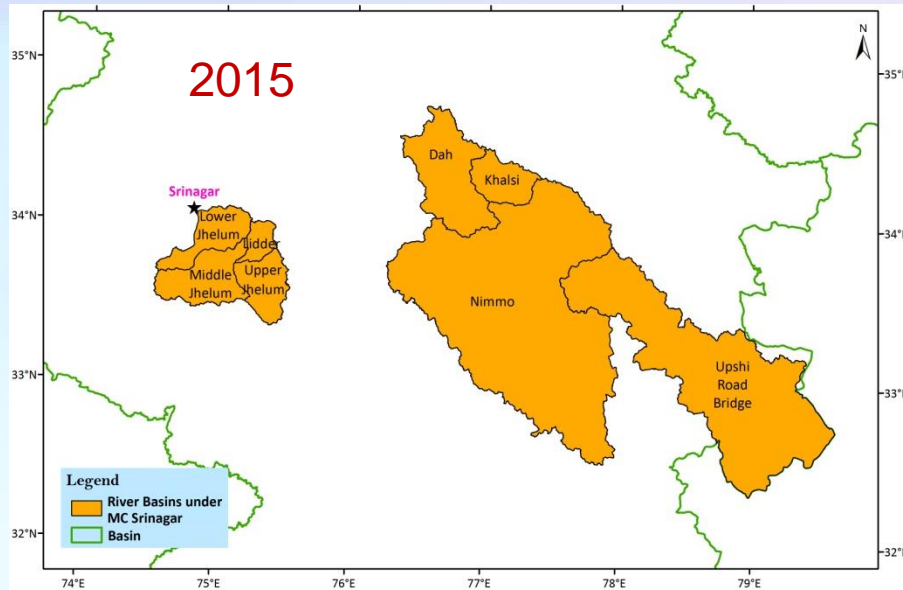 2015
N
35°N
34°N
33°N
32°N
35°N
34°N
33°N
32°N
74°E
75°E
76°E
77°E
78°E
79°E
Srinagar
Lower
Jhelum
Lidder
Middle
Jhelum
Upper
Jhelum
Dah
Khalsi
Nimmo
Upshi
Road
Bridge
Legend
River Basins under
MC Srinagar
Basin